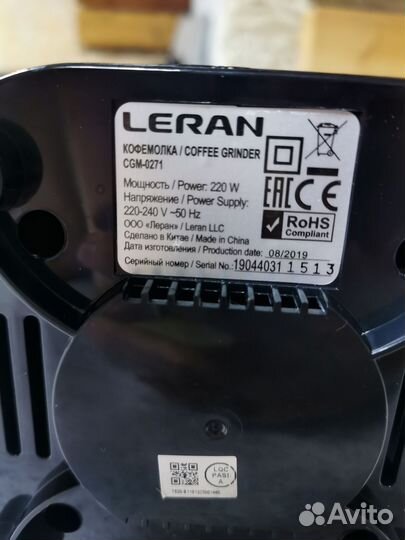 LERAN
КОФЕМОЛКА / COFFEE GRINDER
CGM-0271
Мощность / Power: 220 W
Напряжение / Power Supply:
220-240 V ~50 Hz
ООО «Леран» / Leran LLC
Сделано в Китае / Made in China
Дата изготовления / Production date: 08/2019
Серийный номер / Serial No.: 19044031 1 5 1 3
EAC CE
RoHS
Compliant
LQC
PASI
A
Avito